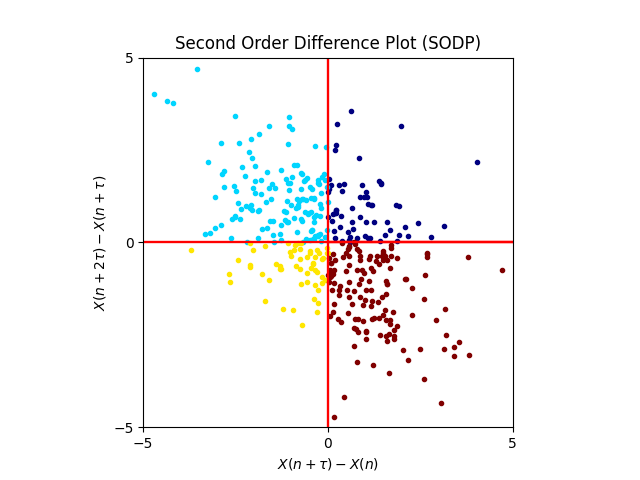 Second Order Difference Plot (SODP)
5
0
−5
X(n + 2τ) − X(n + τ)
−5
0
5
X(n + τ) − X(n)